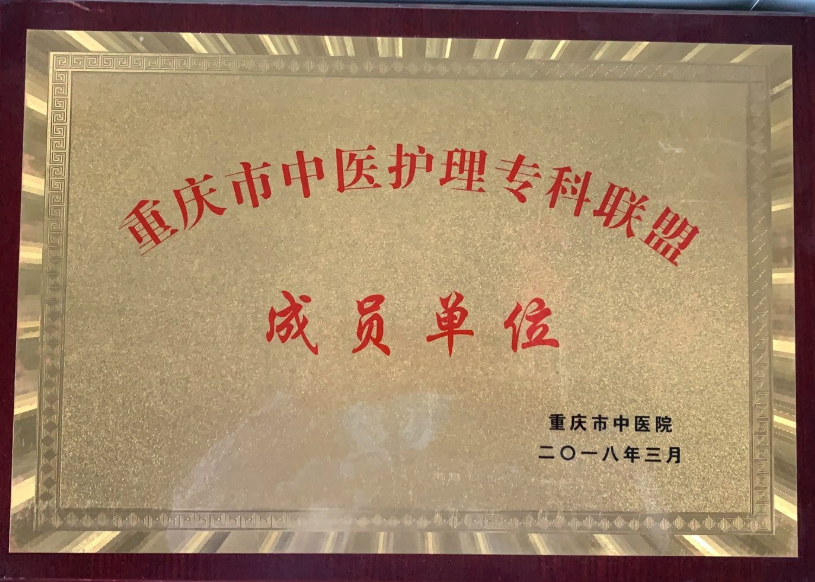 重庆市中医护理专科联盟
成员单位
重庆市中医院
二〇一八年三月